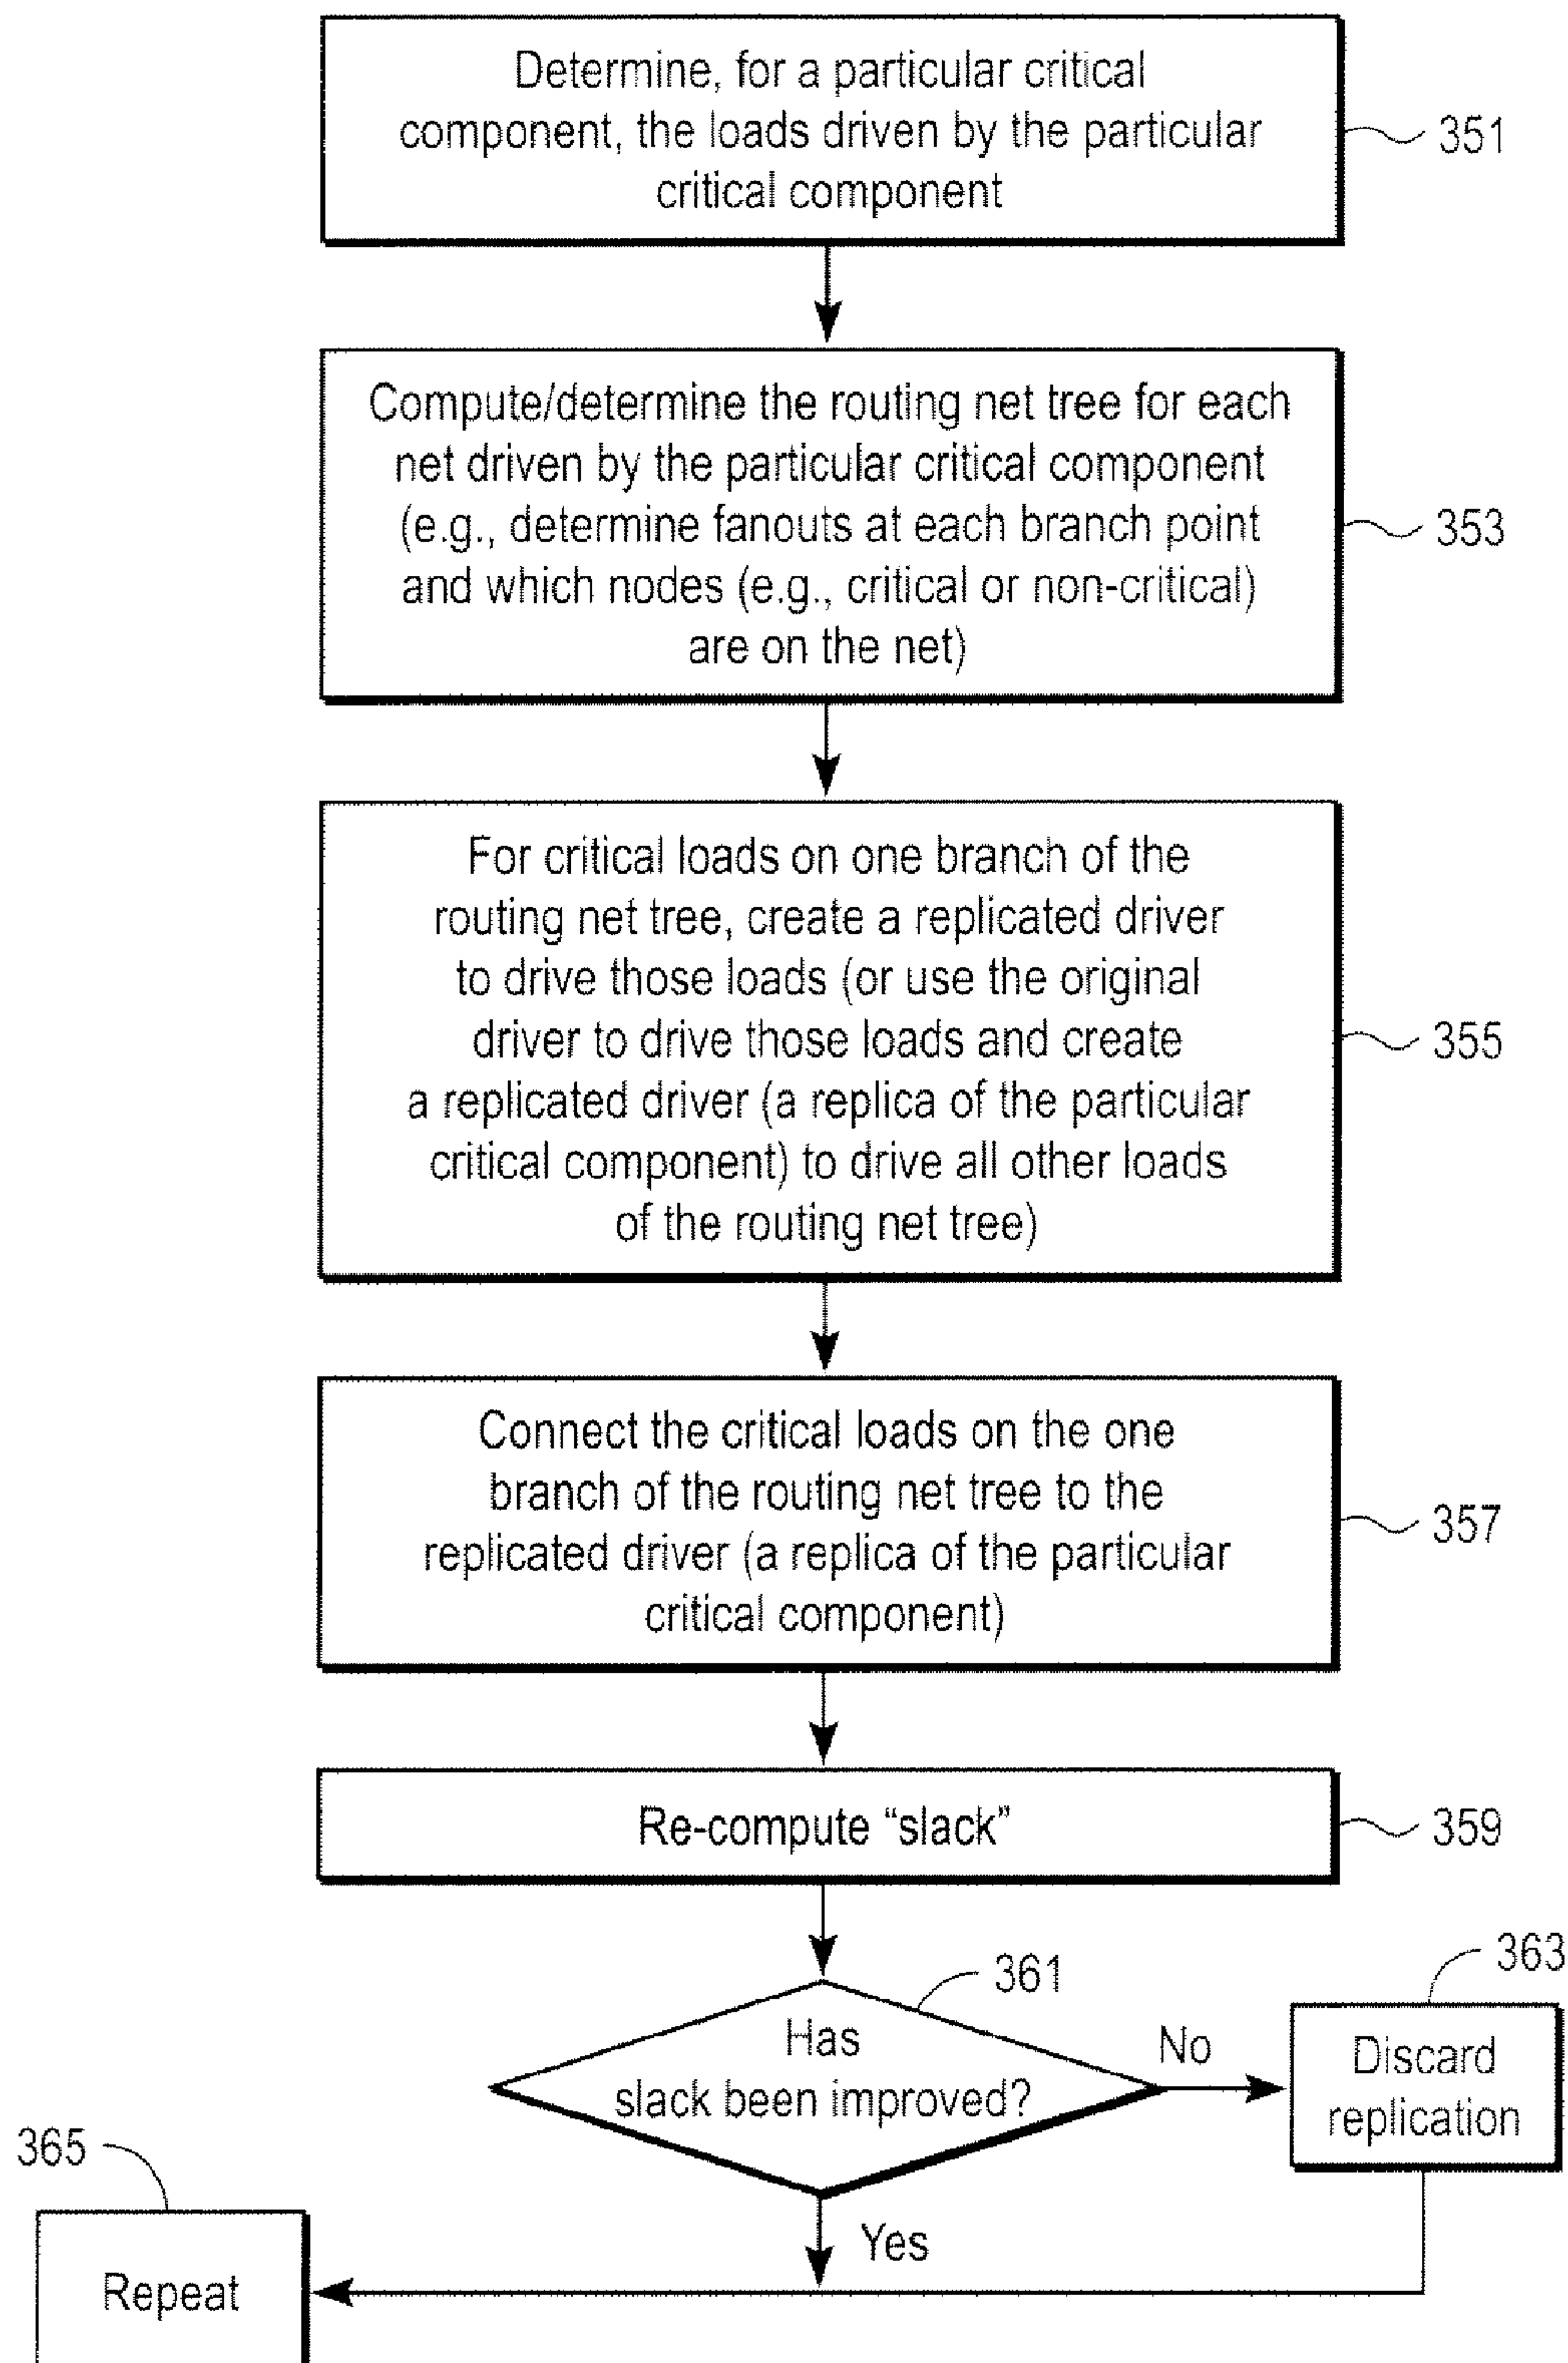 Determine, for a particular critical
component, the loads driven by the particular
critical component
351
Compute/determine the routing net tree for each
net driven by the particular critical component
(e.g., determine fanouts at each branch point
and which nodes (e.g., critical or non-critical)
are on the net)
353
For critical loads on one branch of the
routing net tree, create a replicated driver
to drive those loads (or use the original
driver to drive those loads and create
a replicated driver (a replica of the particular
critical component) to drive all other loads
of the routing net tree)
355
Connect the critical loads on the one
branch of the routing net tree to the
replicated driver (a replica of the particular
critical component)
357
Re-compute “slack”
359
361
Has
slack been improved?
No
363
Discard
replication
Yes
365
Repeat